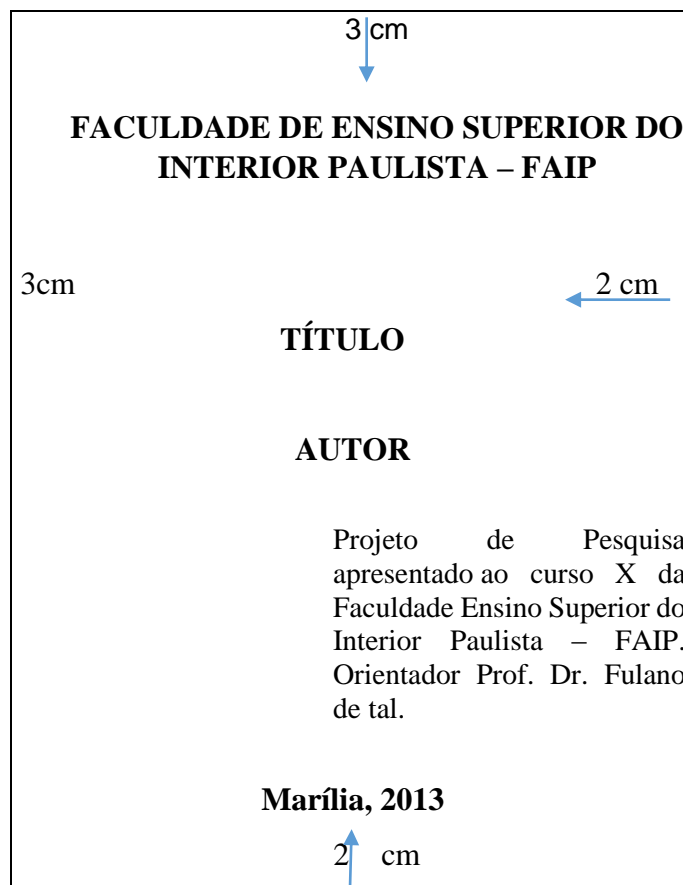 3 cm
FACULDADE DE ENSINO SUPERIOR DO
INTERIOR PAULISTA – FAIP
3cm
2 cm
TÍTULO
AUTOR
Projeto de Pesquisa
apresentado ao curso X da
Faculdade Ensino Superior do
Interior Paulista – FAIP.
Orientador Prof. Dr. Fulano
de tal.
Marília, 2013
2 cm